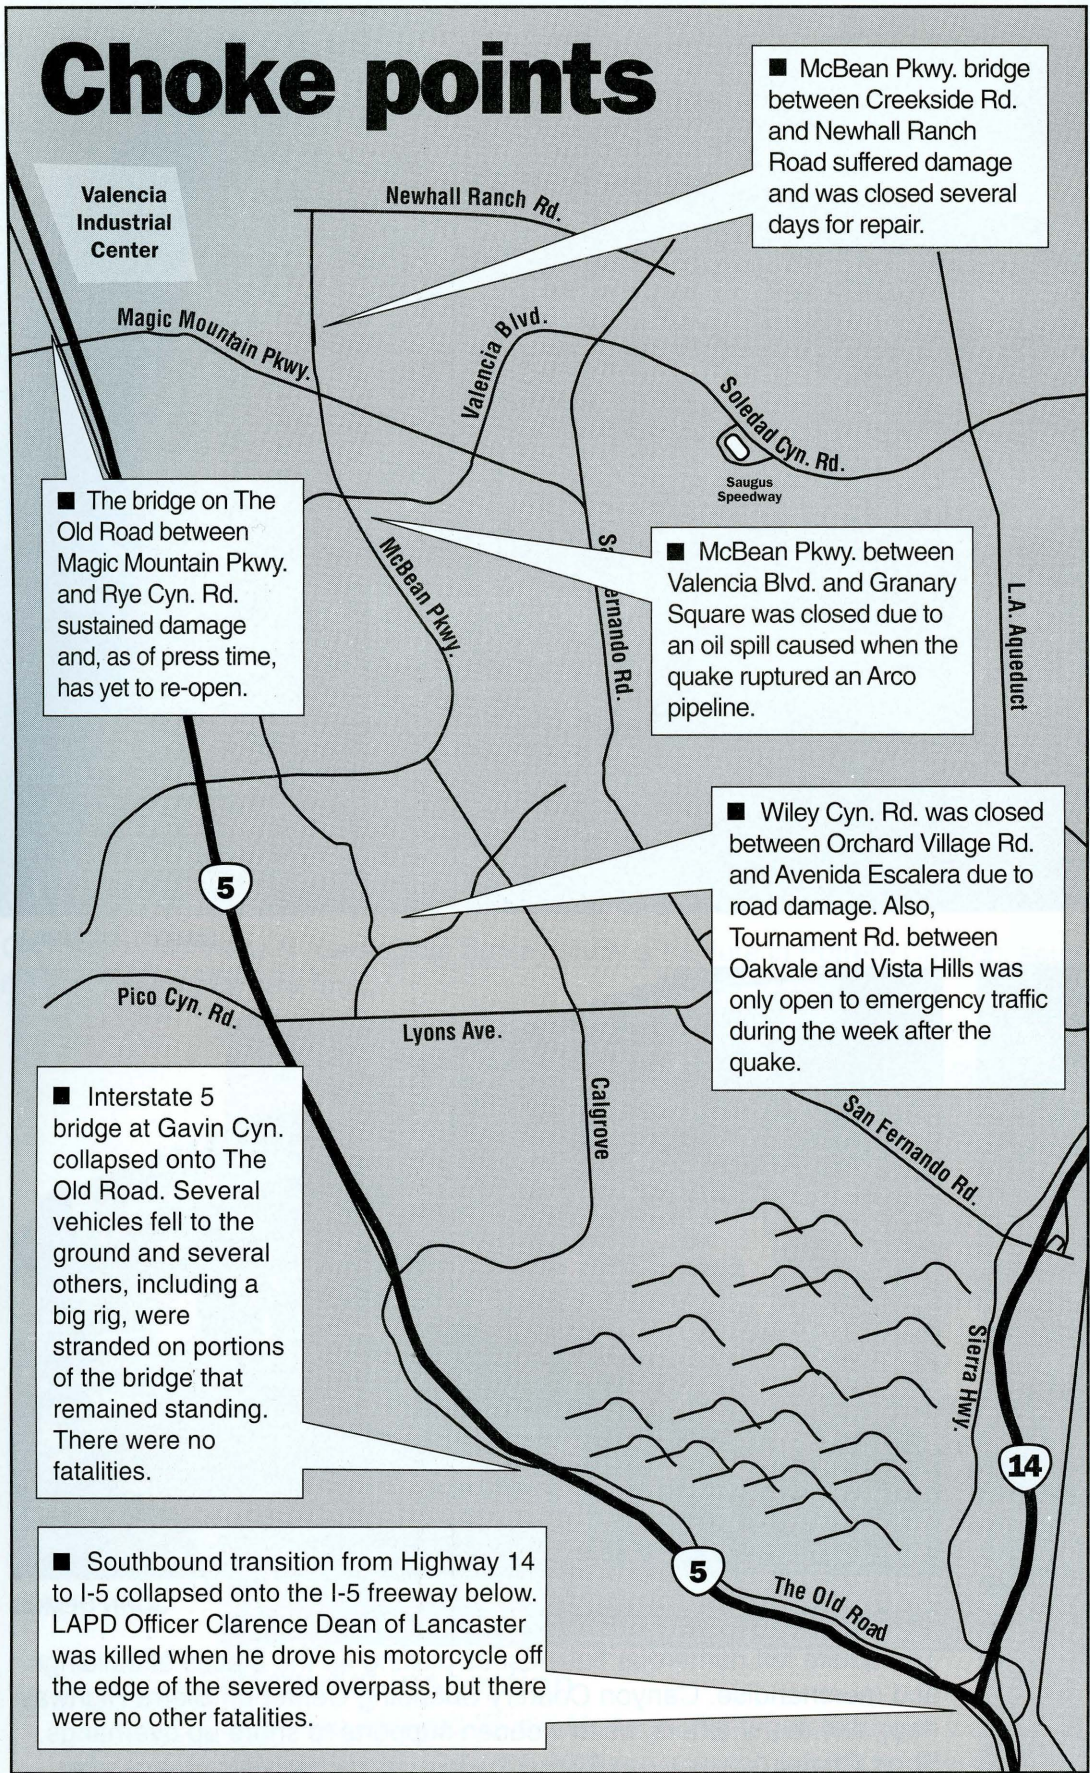 Choke points
■ McBean Pkwy. bridge
between Creekside Rd.
and Newhall Ranch
Road suffered damage
and was closed several
days for repair.
Valencia
Industrial
Center
Newhall Ranch Rd.
Magic Mountain Pkwy.
Valencia Blvd.
Soledad Cyn. Rd.
Saugus
Speedway
■ The bridge on The
Old Road between
Magic Mountain Pkwy.
and Rye Cyn. Rd.
sustained damage
and, as of press time,
has yet to re-open.
McBean Pkwy.
■ McBean Pkwy. between
Valencia Blvd. and Granary
Square was closed due to
an oil spill caused when the
quake ruptured an Arco
pipeline.
Sa ernando Rd.
L.A. Aqueduct
■ Wiley Cyn. Rd. was closed
between Orchard Village Rd.
and Avenida Escalera due to
road damage. Also,
Tournament Rd. between
Oakvale and Vista Hills was
only open to emergency traffic
during the week after the
quake.
5
Pico Cyn. Rd.
Lyons Ave.
Calgrove
San Fernando Rd.
■ Interstate 5
bridge at Gavin Cyn.
collapsed onto The
Old Road. Several
vehicles fell to the
ground and several
others, including a
big rig, were
stranded on portions
of the bridge that
remained standing.
There were no
fatalities.
Sierra Hwy.
14
5
The Old Road
■ Southbound transition from Highway 14
to I-5 collapsed onto the I-5 freeway below.
LAPD Officer Clarence Dean of Lancaster
was killed when he drove his motorcycle off
the edge of the severed overpass, but there
were no other fatalities.